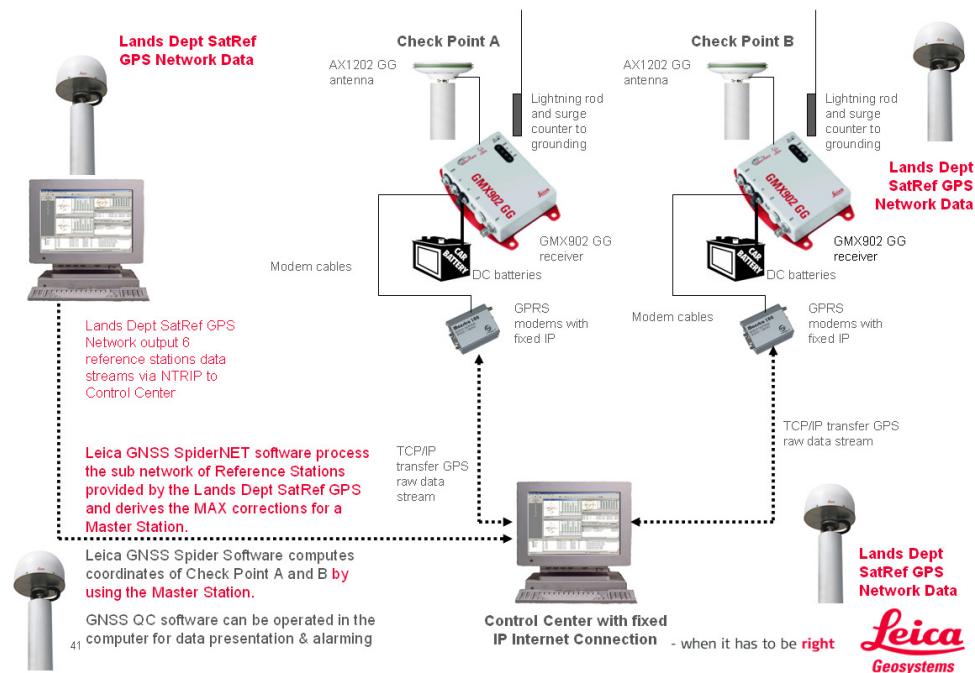 Lands Dept SatRef
GPS Network Data
Check Point A
AX1202 GG
antenna
Lightning rod
and surge
counter to
grounding
GMX902 GG
CAR
BATTERY
GMX902 GG
receiver
DC batteries
Modem cables
GPRS
modems with
fixed IP
Check Point B
AX1202 GG
antenna
Lightning rod
and surge
counter to
grounding
GMX902 GG
CAR
BATTERY
GMX902 GG
receiver
DC batteries
Modem cables
GPRS
modems with
fixed IP
Lands Dept
SatRef GPS
Network Data
Lands Dept SatRef GPS
Network output 6
reference stations data
streams via NTRIP to
Control Center
TCP/IP
transfer GPS
raw data
stream
TCP/IP transfer GPS
raw data stream
Leica GNSS SpiderNET software process
the sub network of Reference Stations
provided by the Lands Dept SatRef GPS
and derives the MAX corrections for a
Master Station.
Leica GNSS Spider Software computes
coordinates of Check Point A and B by
using the Master Station.
GNSS QC software can be operated in the
computer for data presentation & alarming
41
Control Center with fixed
IP Internet Connection
Lands Dept
SatRef GPS
Network Data
- when it has to be right
Leica
Geosystems